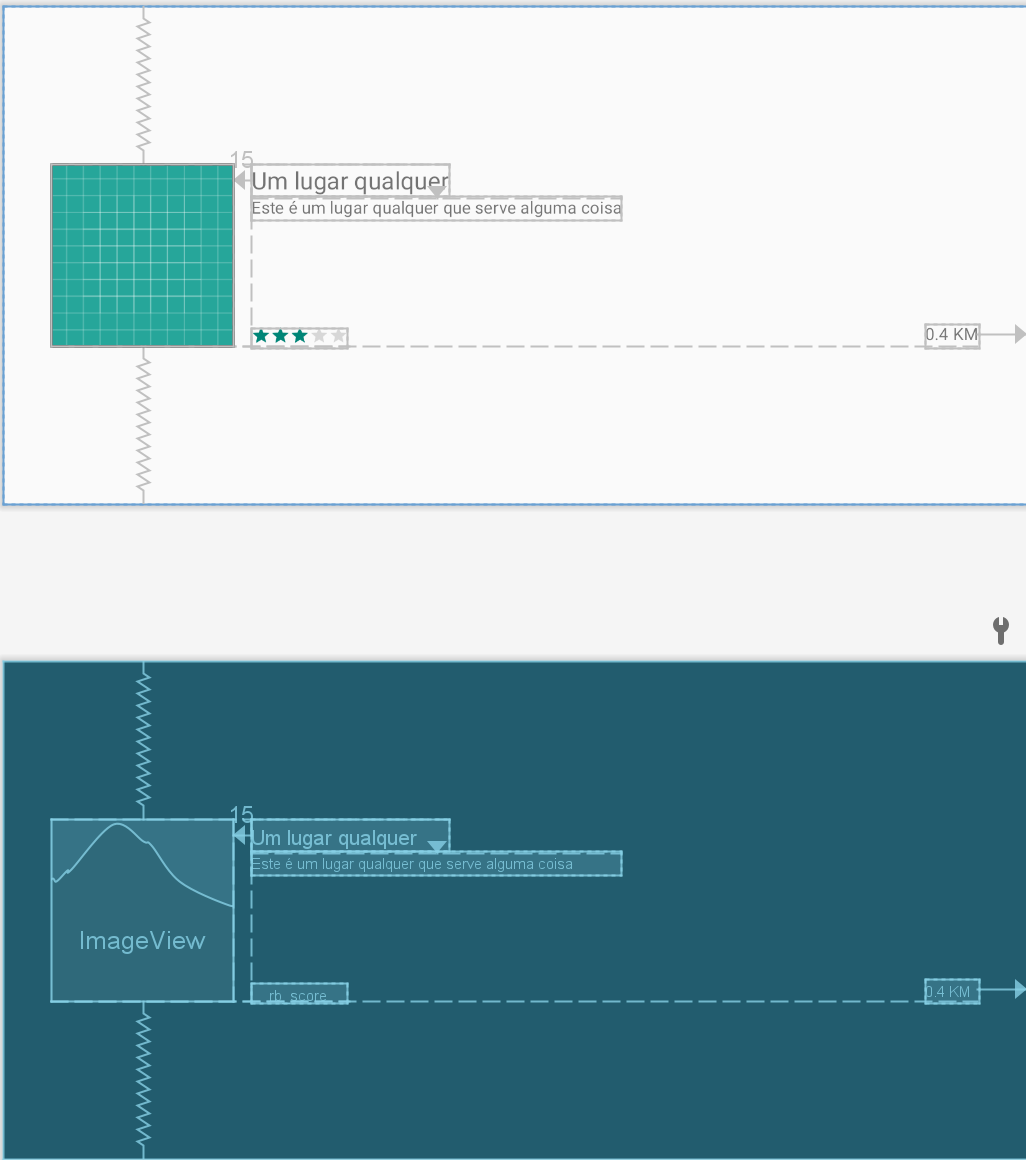 15
Um lugar qualquer
Este é um lugar qualquer que serve alguma coisa
0.4 KM
15
Um lugar qualquer
Este é um lugar qualquer que serve alguma coisa
ImageView
rb_score
0.4 KM